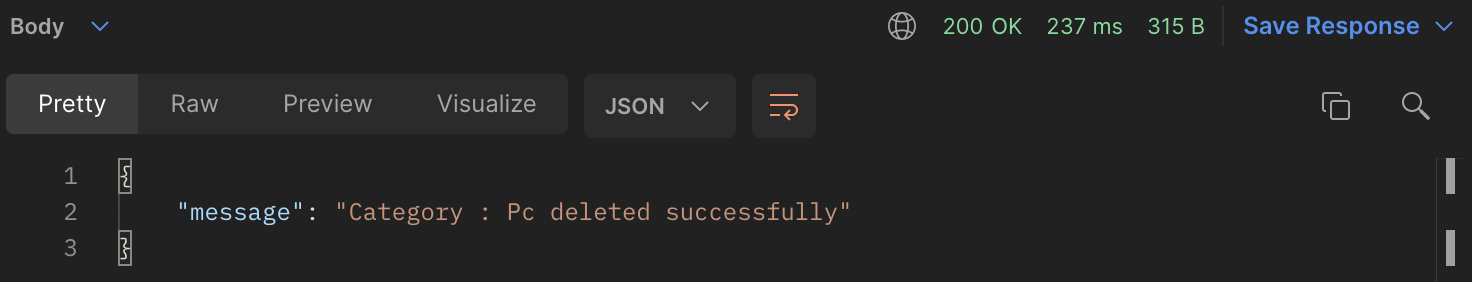 Body 200 OK 237 ms 315 B Save Response
Pretty Raw Preview Visualize JSON
1 {
2 "message": "Category : Pc deleted successfully"
3 }